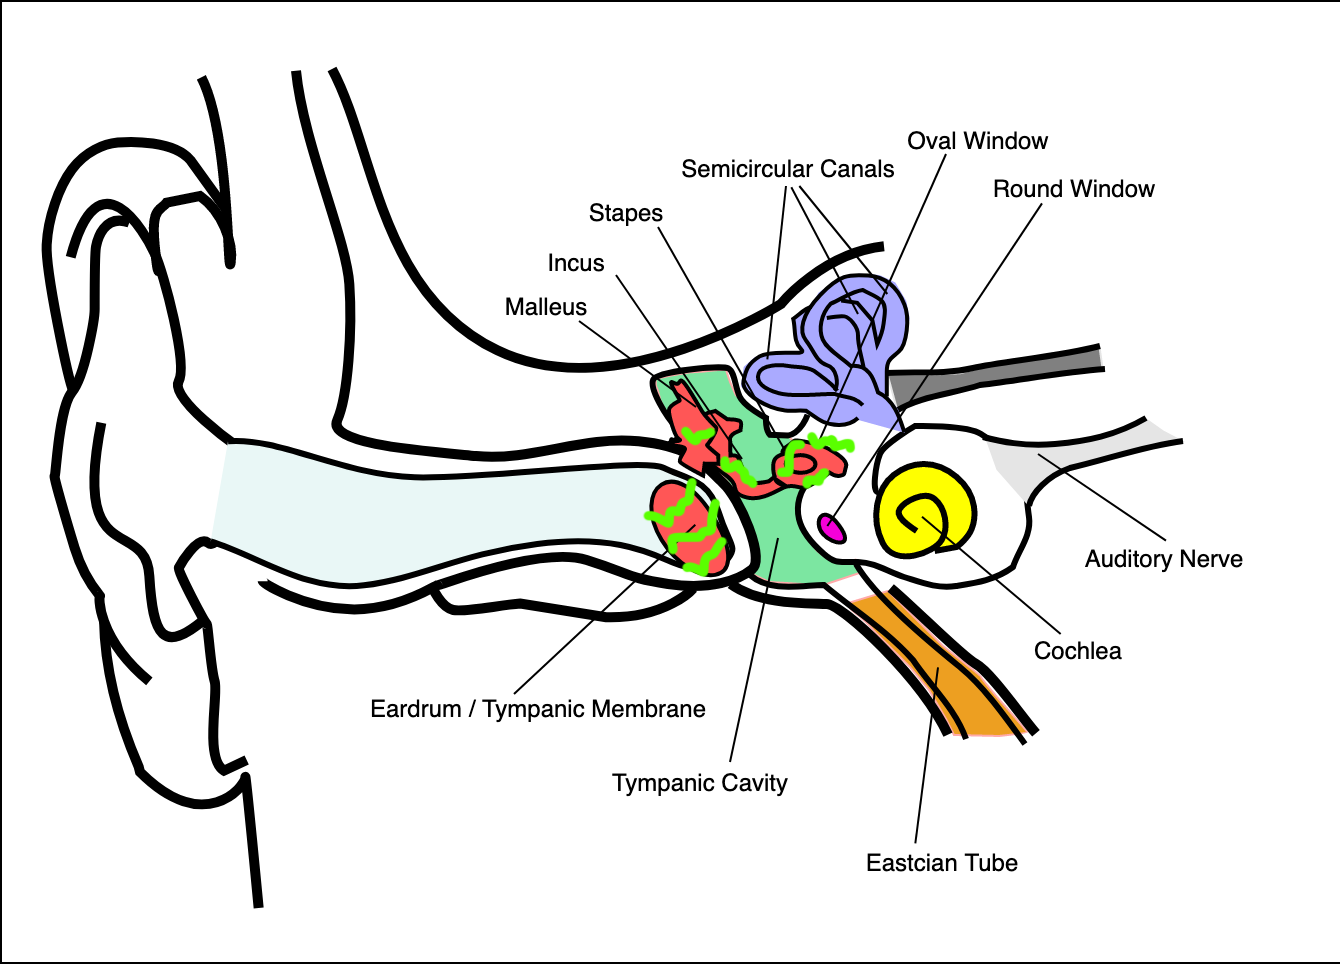 Oval Window
Semicircular Canals
Round Window
Stapes
Incus
Malleus
Auditory Nerve
Cochlea
Eardrum / Tympanic Membrane
Tympanic Cavity
Eastcian Tube